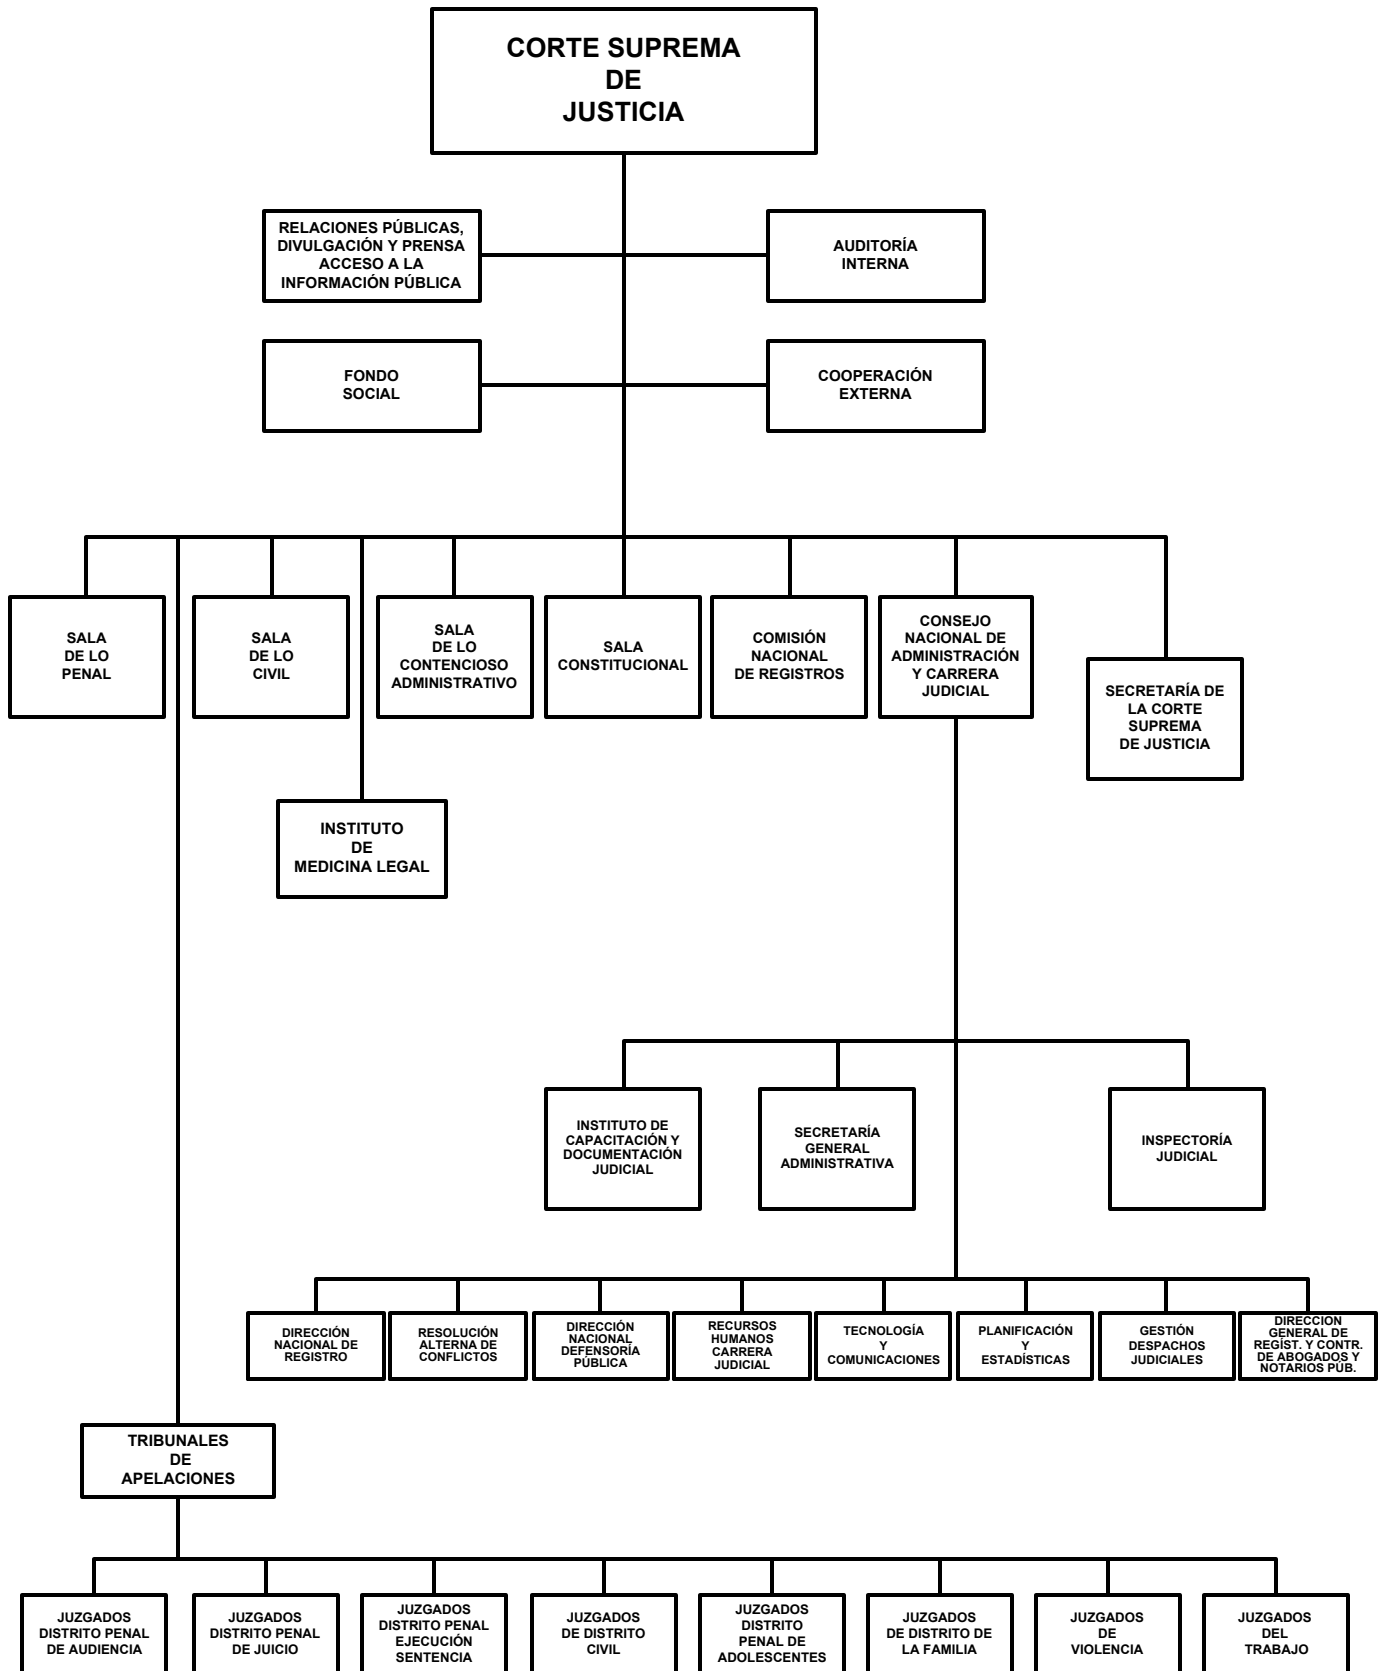 CORTE SUPREMA
DE
JUSTICIA
RELACIONES PÚBLICAS,
DIVULGACIÓN Y PRENSA
ACCESO A LA
INFORMACIÓN PÚBLICA
AUDITORÍA
INTERNA
FONDO
SOCIAL
COOPERACIÓN
EXTERNA
SALA
DE LO
PENAL
SALA
DE LO
CIVIL
SALA
DE LO
CONTENCIOSO
ADMINISTRATIVO
SALA
CONSTITUCIONAL
COMISIÓN
NACIONAL
DE REGISTROS
CONSEJO
NACIONAL DE
ADMINISTRACIÓN
Y CARRERA
JUDICIAL
SECRETARÍA DE
LA CORTE
SUPREMA
DE JUSTICIA
INSTITUTO
DE
MEDICINA LEGAL
INSTITUTO DE
CAPACITACIÓN Y
DOCUMENTACIÓN
JUDICIAL
SECRETARÍA
GENERAL
ADMINISTRATIVA
INSPECTORÍA
JUDICIAL
DIRECCIÓN
NACIONAL DE
REGISTRO
RESOLUCIÓN
ALTERNA DE
CONFLICTOS
DIRECCIÓN
NACIONAL
DEFENSORÍA
PÚBLICA
RECURSOS
HUMANOS
CARRERA
JUDICIAL
TECNOLOGÍA
Y
COMUNICACIONES
PLANIFICACIÓN
Y
ESTADÍSTICAS
GESTIÓN
DESPACHOS
JUDICIALES
DIRECCION
GENERAL DE
REGÍST. Y CONTR.
DE ABOGADOS Y
NOTARIOS PÚB.
TRIBUNALES
DE
APELACIONES
JUZGADOS
DISTRITO PENAL
DE AUDIENCIA
JUZGADOS
DISTRITO PENAL
DE JUICIO
JUZGADOS
DISTRITO PENAL
EJECUCIÓN
SENTENCIA
JUZGADOS
DE DISTRITO
CIVIL
JUZGADOS
DISTRITO
PENAL DE
ADOLESCENTES
JUZGADOS
DE DISTRITO DE
LA FAMILIA
JUZGADOS
DE
VIOLENCIA
JUZGADOS
DEL
TRABAJO